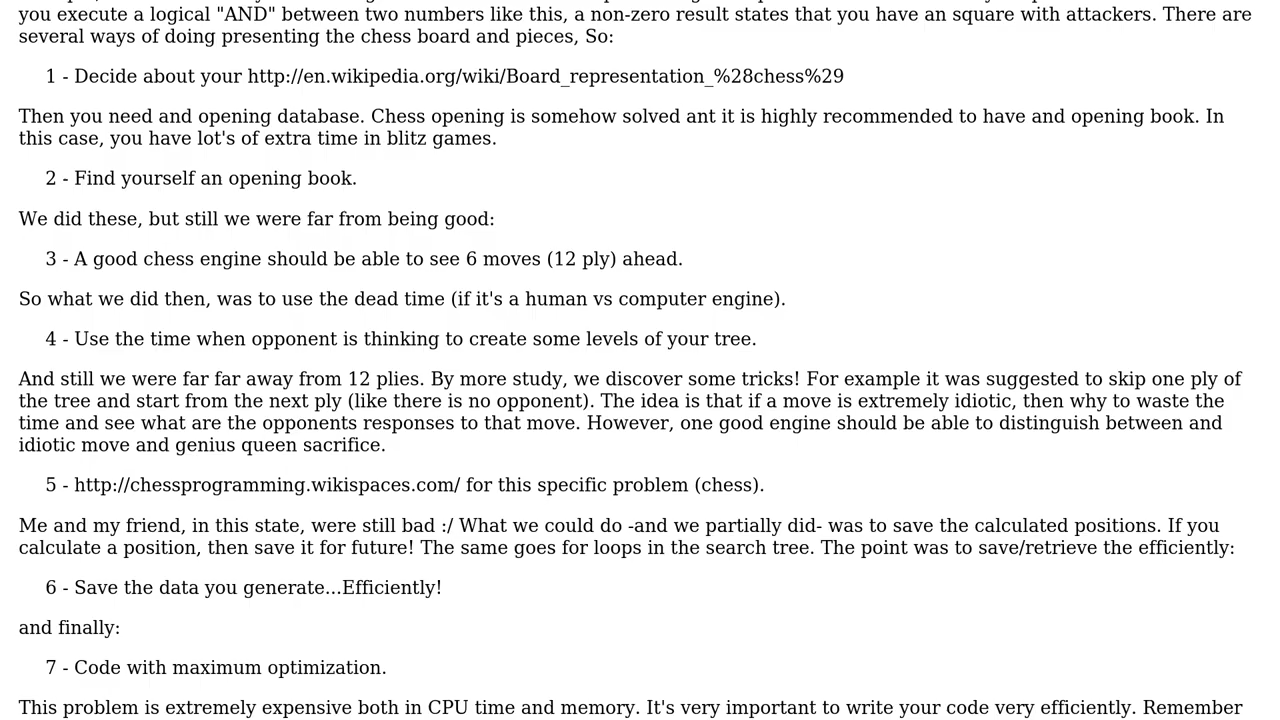 you execute a logical "AND" between two numbers like this, a non-zero result states that you have an square with attackers. There are
several ways of doing presenting the chess board and pieces, So:
1 - Decide about your http://en.wikipedia.org/wiki/Board_representation_%28chess%29
Then you need and opening database. Chess opening is somehow solved ant it is highly recommended to have and opening book. In
this case, you have lot's of extra time in blitz games.
2 - Find yourself an opening book.
We did these, but still we were far from being good:
3 - A good chess engine should be able to see 6 moves (12 ply) ahead.
So what we did then, was to use the dead time (if it's a human vs computer engine).
4 - Use the time when opponent is thinking to create some levels of your tree.
And still we were far far away from 12 plies. By more study, we discover some tricks! For example it was suggested to skip one ply of
the tree and start from the next ply (like there is no opponent). The idea is that if a move is extremely idiotic, then why to waste the
time and see what are the opponents responses to that move. However, one good engine should be able to distinguish between and
idiotic move and genius queen sacrifice.
5 - http://chessprogramming.wikispaces.com/ for this specific problem (chess).
Me and my friend, in this state, were still bad :/ What we could do -and we partially did- was to save the calculated positions. If you
calculate a position, then save it for future! The same goes for loops in the search tree. The point was to save/retrieve the efficiently:
6 - Save the data you generate...Efficiently!
and finally:
7 - Code with maximum optimization.
This problem is extremely expensive both in CPU time and memory. It's very important to write your code very efficiently. Remember